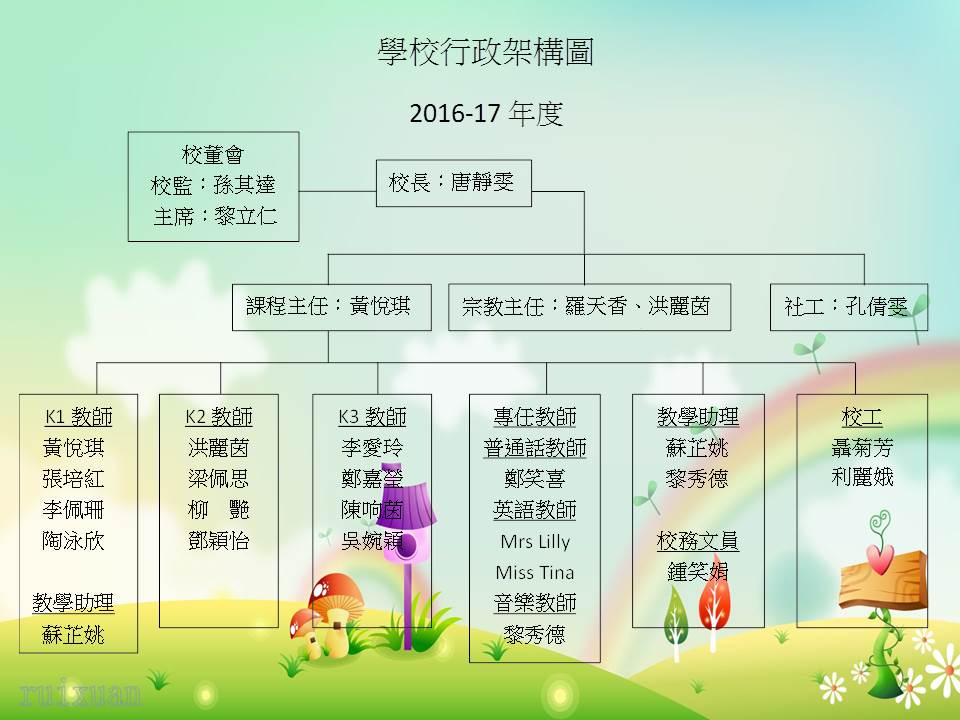 學校行政架構圖
2016-17 年度
校董會
校監：孫其達
主席：黎立仁
校長：唐靜雯
課程主任：黃悅琪
宗教主任：羅天香、洪麗茵
社工：孔倩雯
K1 教師
黃悅琪
張培紅
李佩珊
陶泳欣
教學助理
蘇芷姚
K2 教師
洪麗茵
梁佩思
柳　艷
鄧穎怡
K3 教師
李愛玲
鄭嘉瑩
陳响茵
吳婉穎
專任教師
普通話教師
鄭笑喜
英語教師
Mrs Lilly
Miss Tina
音樂教師
黎秀德
教學助理
蘇芷姚
黎秀德
校務文員
鍾笑娟
校工
聶菊芳
利麗娥
ruixuan